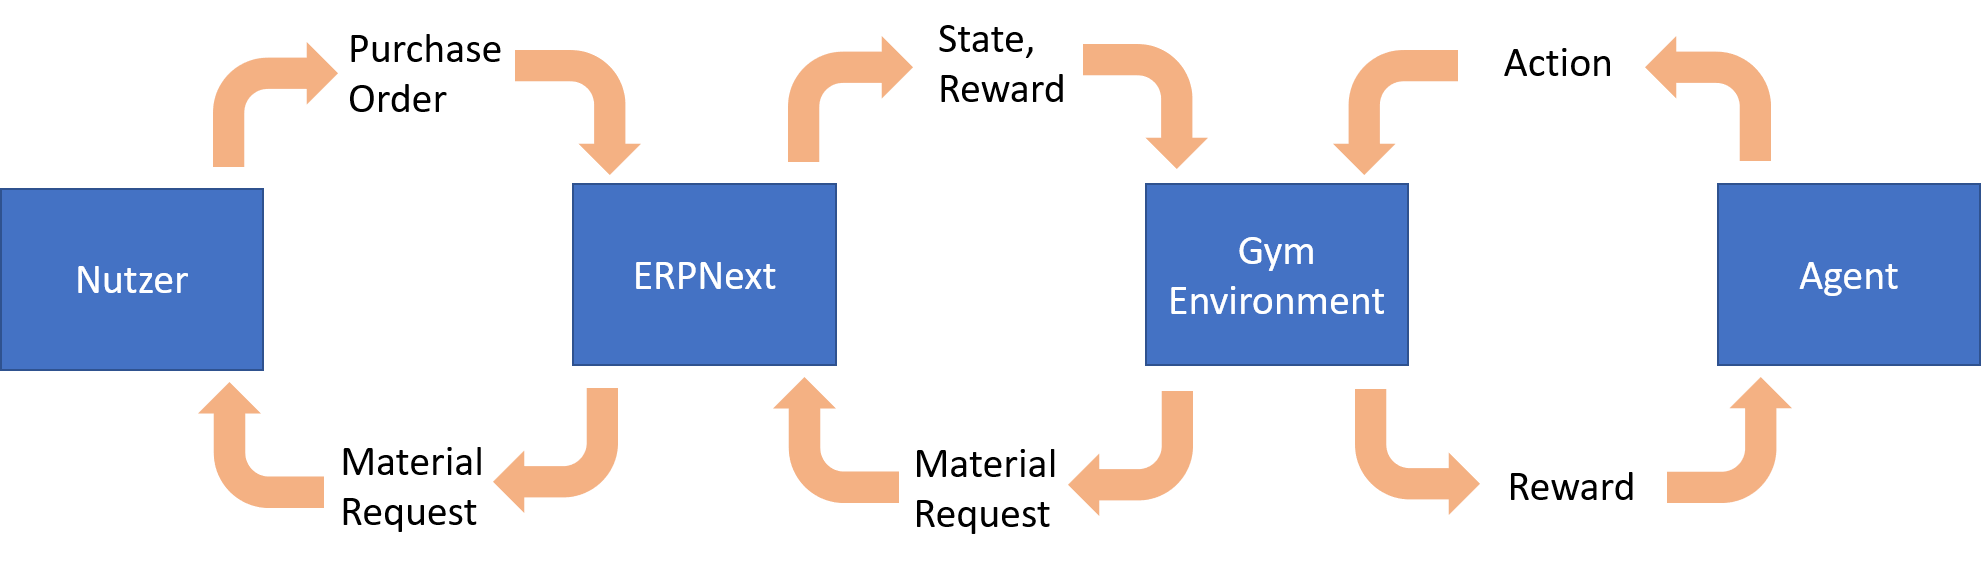 Purchase
Order
State,
Reward
Action
Nutzer
ERPNext
Gym
Environment
Agent
Material
Request
Material
Request
Reward